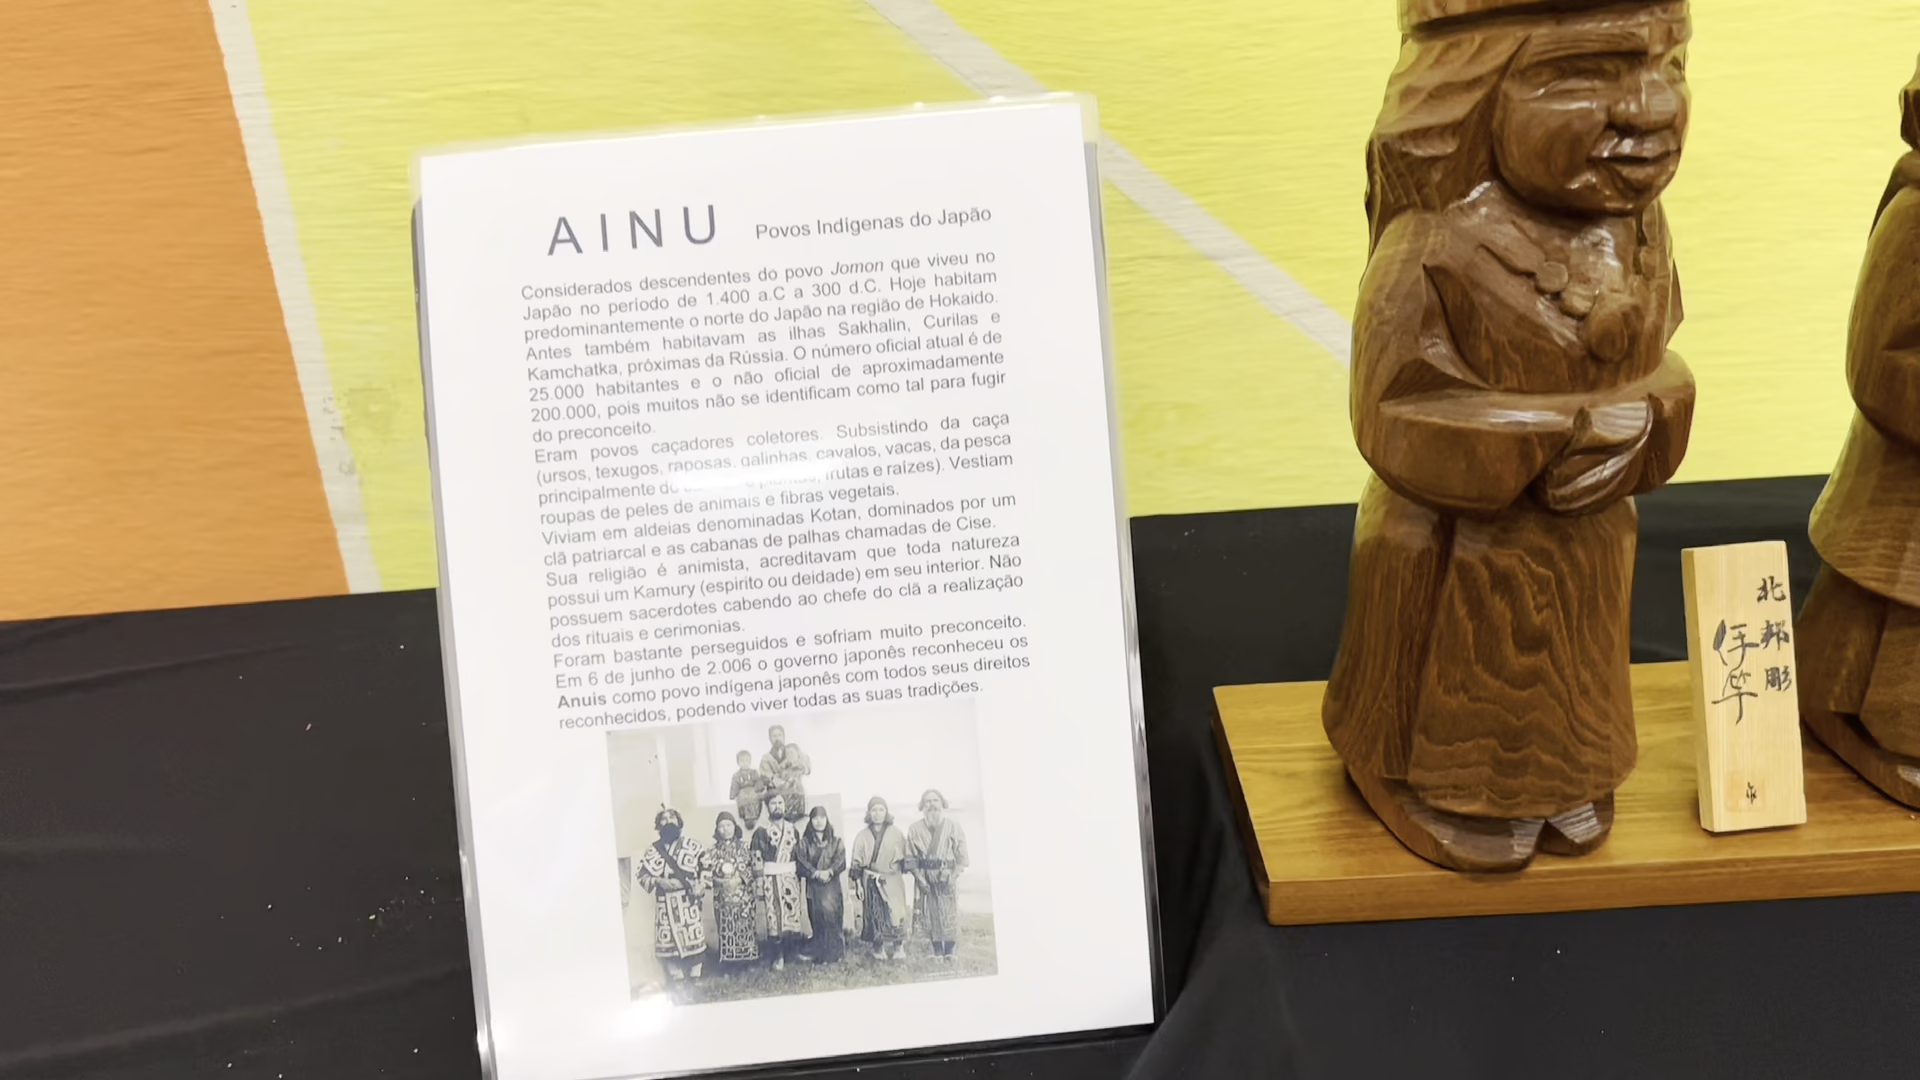 AINU Povos Indígenas do Japão
Considerados descendentes do povo Jomon que viveu no
Japão no período de 1.400 a.C a 300 d.C. Hoje habitam
predominantemente o norte do Japão na região de Hokaido.
Antes também habitavam as ilhas Sakhalin, Curilas e
Kamchatka, próximas da Rússia. O número oficial atual é de
25.000 habitantes e o não oficial de aproximadamente
200.000, pois muitos não se identificam como tal para fugir
do preconceito.
Eram povos caçadores coletores. Subsistindo da caça
(ursos, texugos, raposas, galinhas, cavalos, vacas, da pesca
principalmente do frutas e raízes). Vestiam
roupas de peles de animais e fibras vegetais.
Viviam em aldeias denominadas Kotan, dominados por um
clã patriarcal e as cabanas de palhas chamadas de Cise.
Sua religião é animista, acreditavam que toda natureza
possui um Kamury (espirito ou deidade) em seu interior. Não
possuem sacerdotes cabendo ao chefe do clã a realização
dos rituais e cerimonias.
Foram bastante perseguidos e sofriam muito preconceito.
Em 6 de junho de 2.006 o governo japonês reconheceu os
Anuis como povo indígena japonês com todos seus direitos
reconhecidos, podendo viver todas as suas tradições.
北邦彫